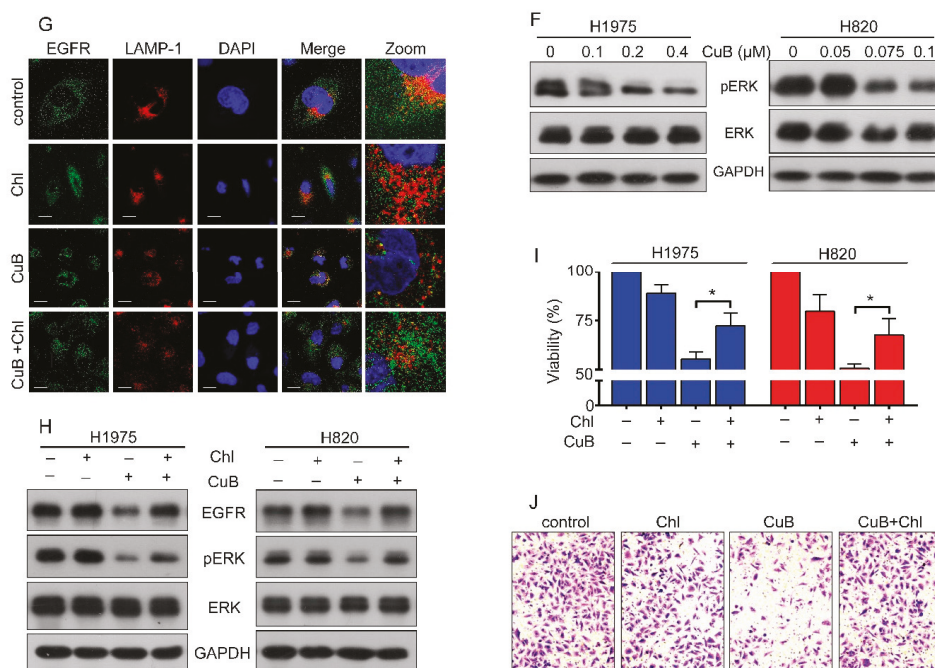 G
EGFR LAMP-1 DAPI Merge Zoom
control
Chl
CuB
CuB +Chl
F
H1975 H820
0 0.1 0.2 0.4 CuB (μM) 0 0.05 0.075 0.1
pERK
ERK
GAPDH
H
H1975 H820
– + – + Chl – + – +
– – + + CuB – – + +
EGFR
pERK
ERK
GAPDH
I
H1975 H820
Viability (%)
100
75
50
0
* *
Chl – + – + – + – +
CuB – – + + – – + +
J
control Chl CuB CuB+Chl